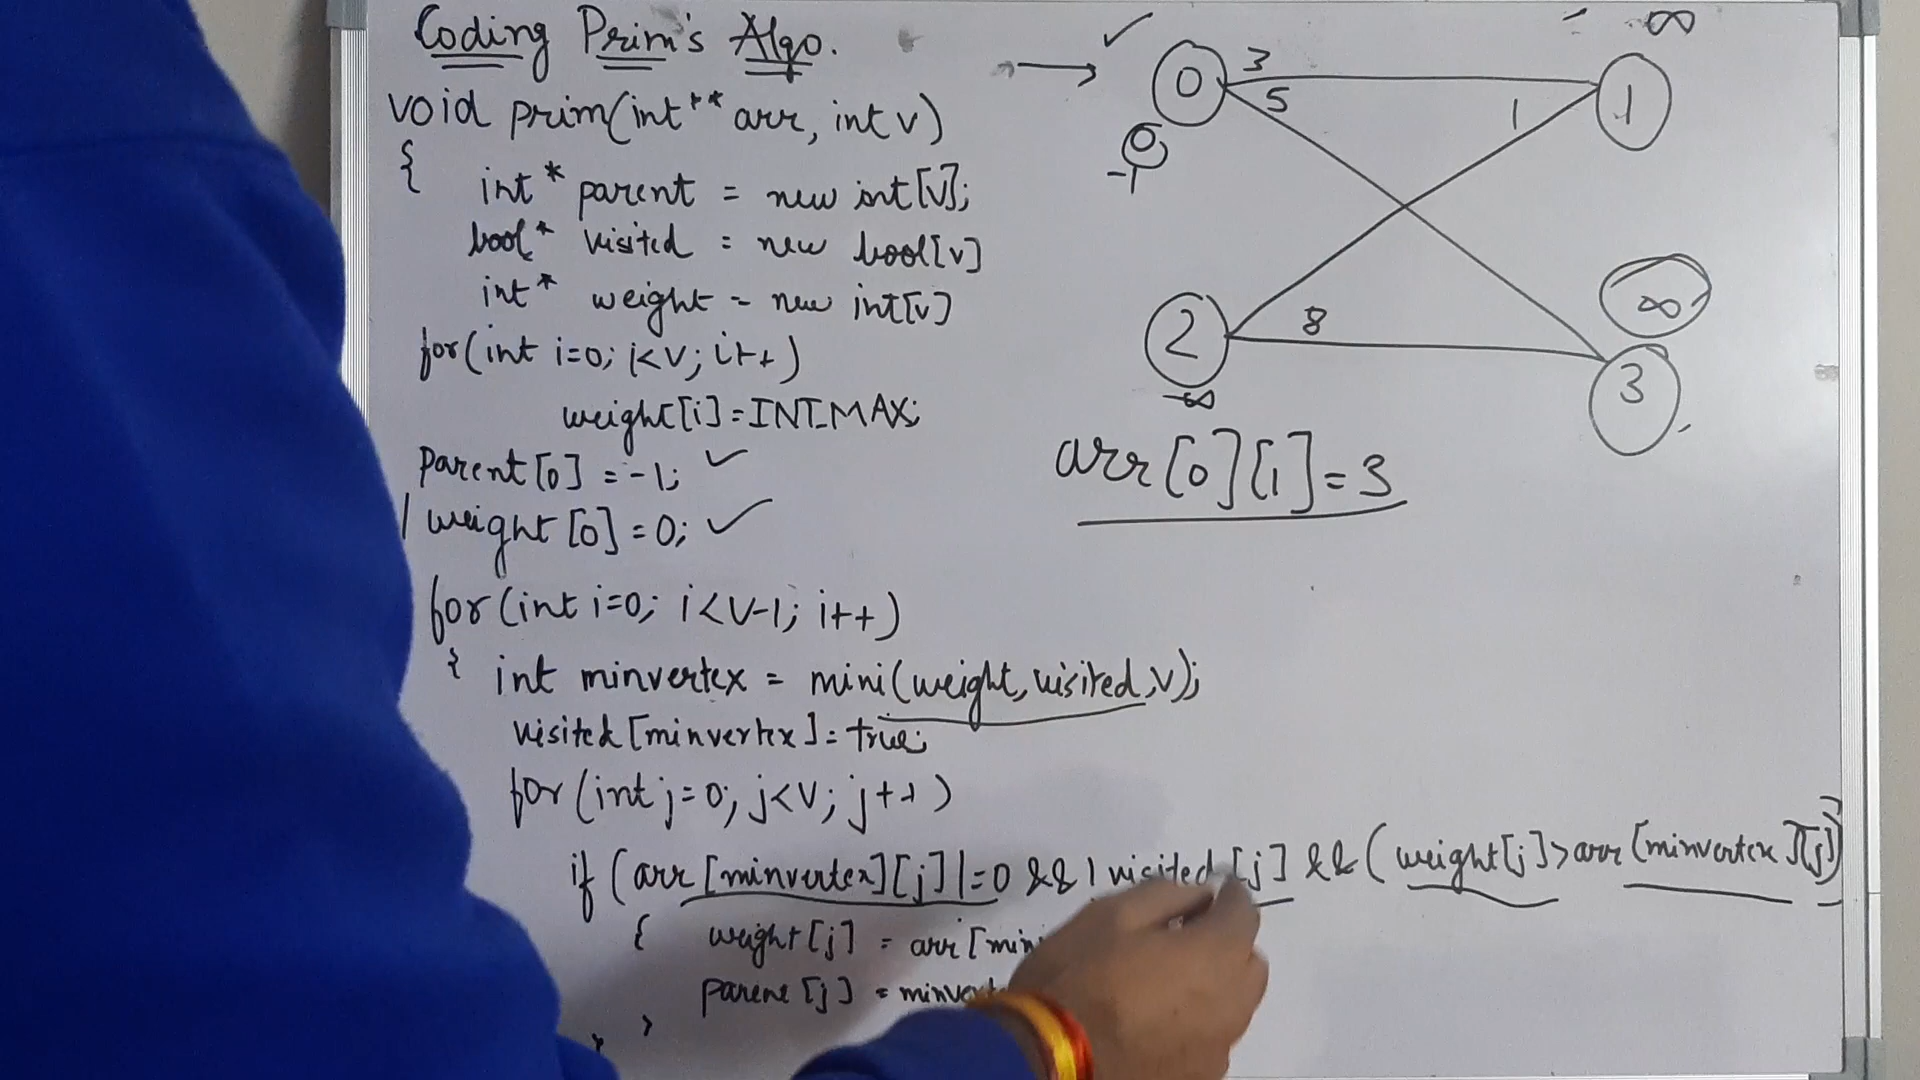 Coding Prim's Algo.
void prim(int** arr, int v)
{ int* parent = new int[v];
bool* visited = new bool[v]
int* weight = new int[v]
for(int i=0; i<v; i++)
weight[i]=INT_MAX;
parent[0] = -1;
weight[0] = 0;
for(int i=0; i<v-1; i++)
{ int minvertex = mini(weight, visited, v);
visited[minvertex]=true;
for(int j=0; j<v; j++)
if(arr[minvertex][j]!=0 && !visited[j] && (weight[j]>arr[minvertex][j])
{ weight[j] = arr[min
parent[j] = minvert
}
}
0 3 ∞
5 1 1
0
-1
∞
2 8
∞ 3
arr[0][1]=3